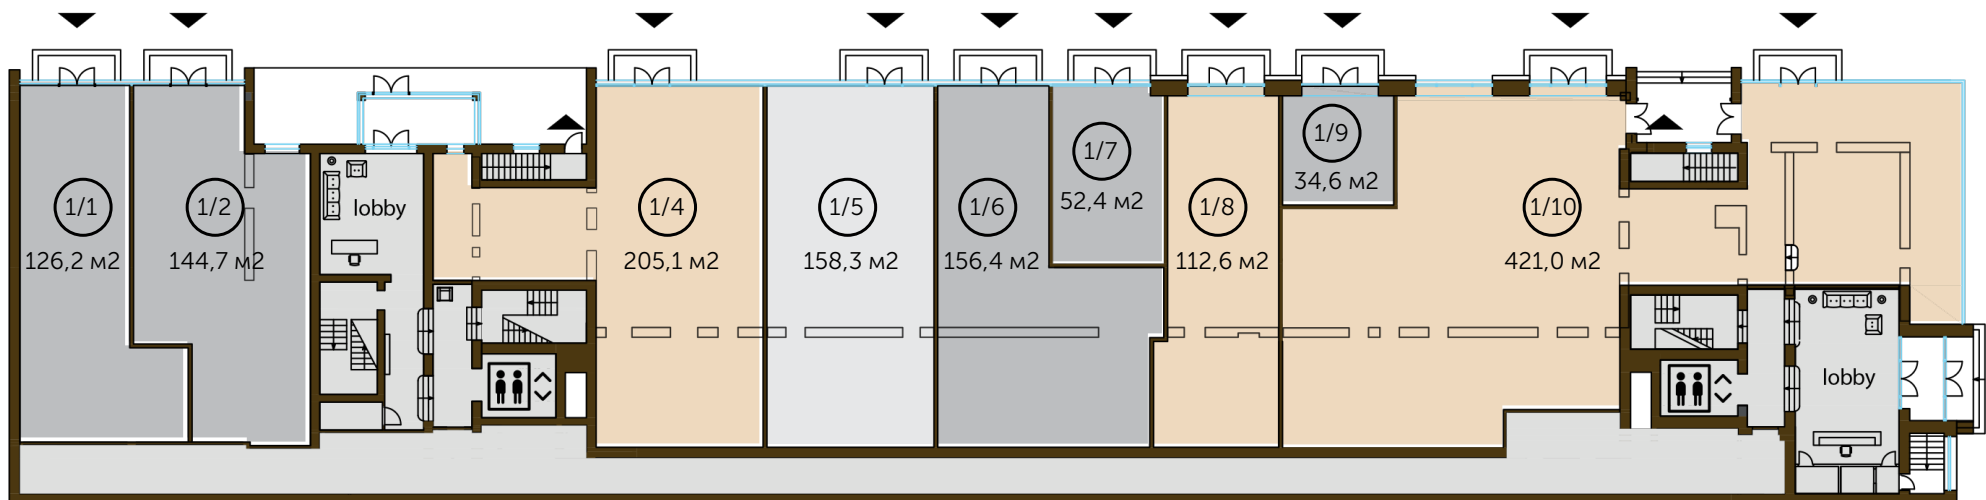 1/1
126,2 м2
1/2
144,7 м2
lobby
1/4
205,1 м2
1/5
158,3 м2
1/6
156,4 м2
1/7
52,4 м2
1/8
112,6 м2
1/9
34,6 м2
1/10
421,0 м2
lobby